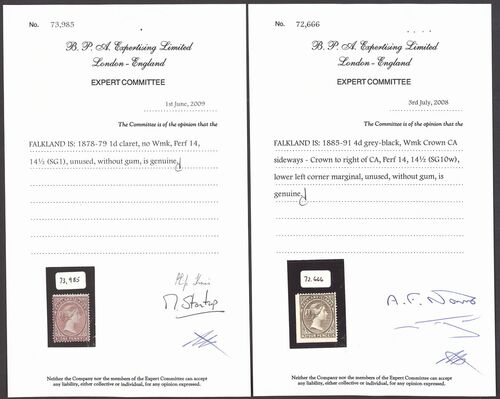 No. 73,985
B. P. A. Expertising Limited
London - England
EXPERT COMMITTEE
1st June, 2009
The Committee is of the opinion that the
FALKLAND IS: 1878-79 1d claret, no Wmk, Perf 14,
14½ (SG1), unused, without gum, is genuine
73,985
Neither the Company nor the members of the Expert Committee can accept
any liability, either collective or individual, for any expressed opinion.
No. 72,666
B. P. A. Expertising Limited
London - England
EXPERT COMMITTEE
3rd July, 2008
The Committee is of the opinion that the
FALKLAND IS: 1885-91 4d grey-black, Wmk Crown CA
sideways - Crown to right of CA, Perf 14, 14½ (SG10w),
lower left corner marginal, unused, without gum, is
genuine
72,666
FOUR PENCE
A. F. Norris
Neither the Company nor the members of the Expert Committee can accept
any liability, either collective or individual, for any expressed opinion.